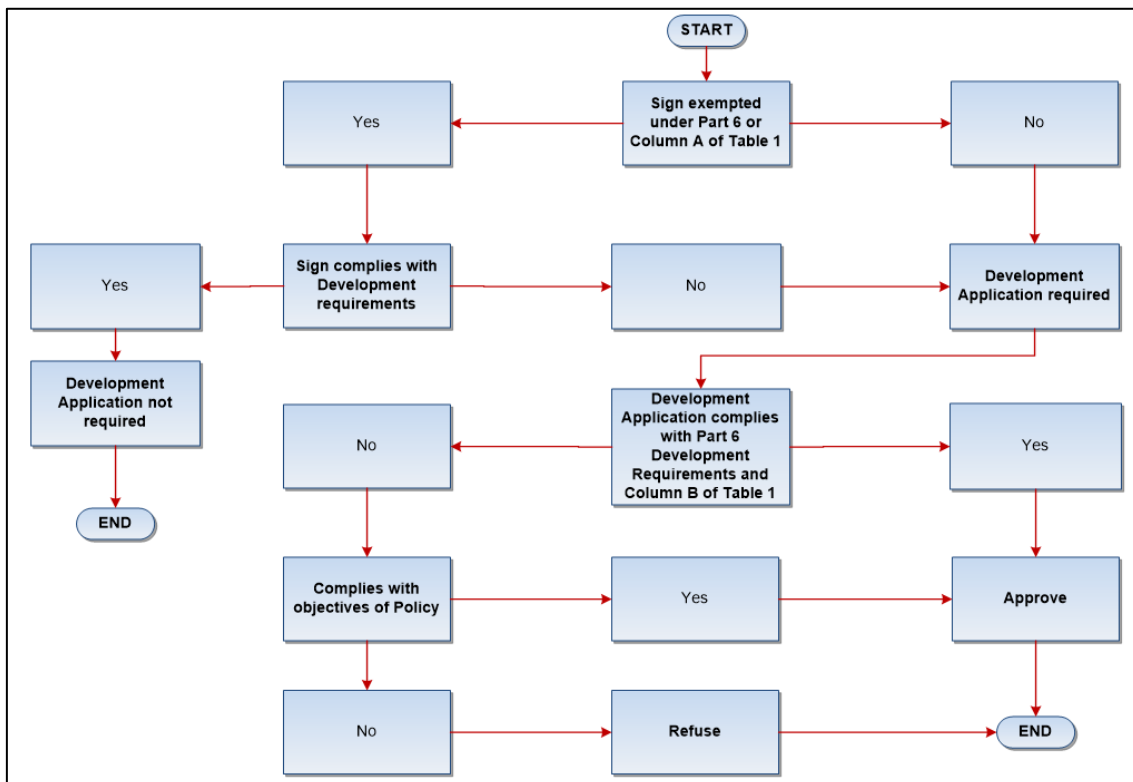 START
Yes
Sign exempted
under Part 6 or
Column A of Table 1
No
Yes
Sign complies with
Development
requirements
No
Development
Application required
Development
Application not
required
No
Development
Application complies
with Part 6
Development
Requirements and
Column B of Table 1
Yes
END
Complies with
objectives of Policy
Yes
Approve
No
Refuse
END